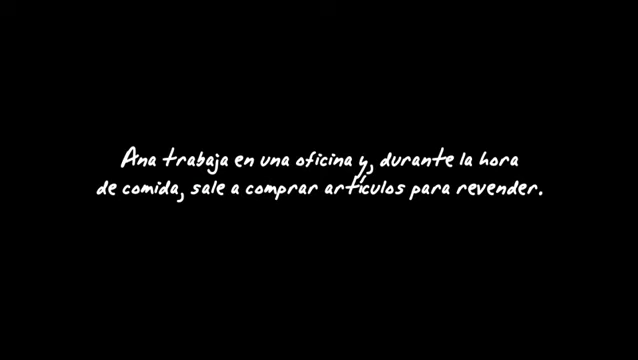 Ana trabaja en una oficina y, durante la hora
de comida, sale a comprar artículos para revender.